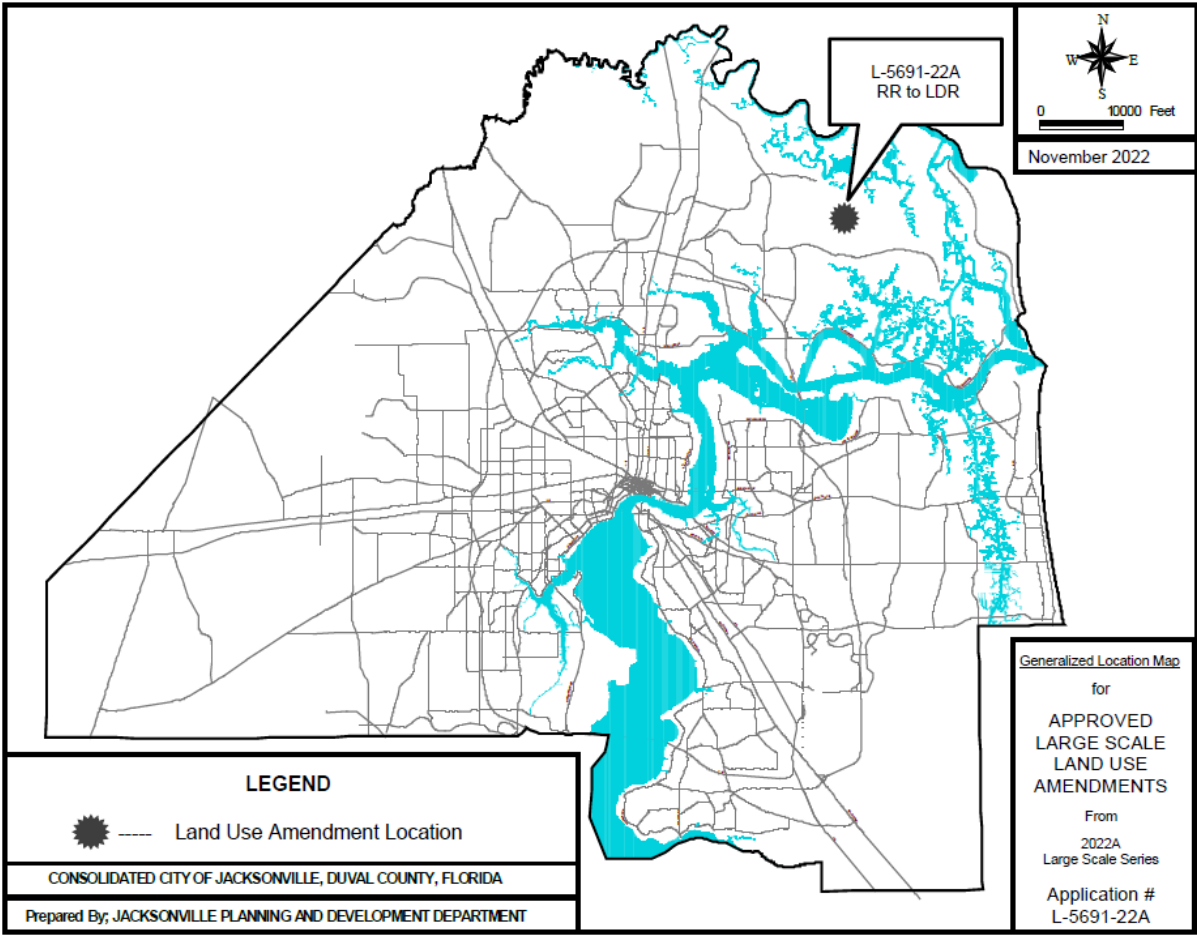 L-5691-22A
RR to LDR
N
W E
S
0 10000 Feet
November 2022
LEGEND
----- Land Use Amendment Location
CONSOLIDATED CITY OF JACKSONVILLE, DUVAL COUNTY, FLORIDA
Prepared By; JACKSONVILLE PLANNING AND DEVELOPMENT DEPARTMENT
Generalized Location Map
for
APPROVED
LARGE SCALE
LAND USE
AMENDMENTS
From
2022A
Large Scale Series
Application #
L-5691-22A